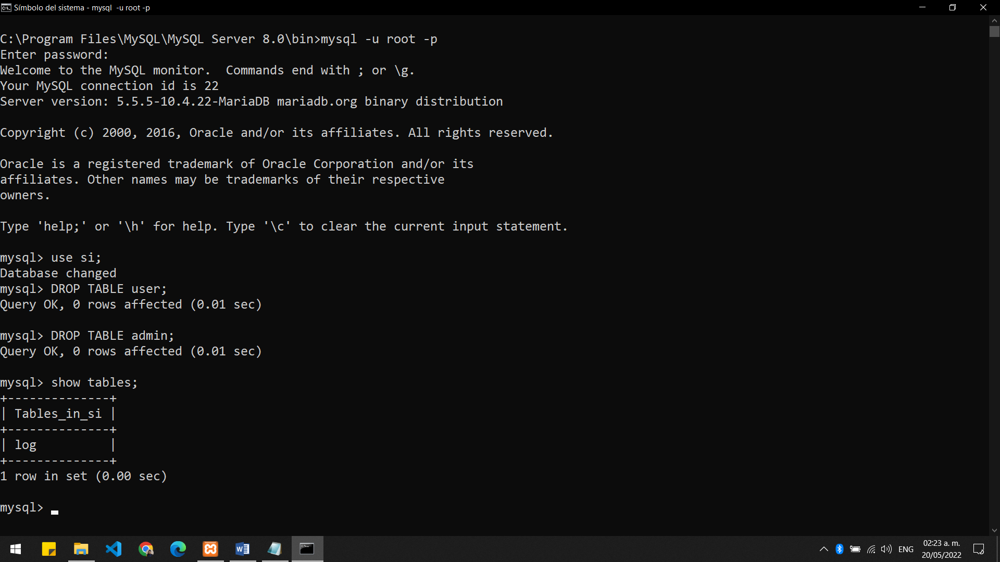 Símbolo del sistema - mysql  -u root -p
C:\Program Files\MySQL\MySQL Server 8.0\bin>mysql -u root -p
Enter password:
Welcome to the MySQL monitor.  Commands end with ; or \g.
Your MySQL connection id is 22
Server version: 5.5.5-10.4.22-MariaDB mariadb.org binary distribution
Copyright (c) 2000, 2016, Oracle and/or its affiliates. All rights reserved.
Oracle is a registered trademark of Oracle Corporation and/or its
affiliates. Other names may be trademarks of their respective
owners.
Type 'help;' or '\h' for help. Type '\c' to clear the current input statement.
mysql> use si;
Database changed
mysql> DROP TABLE user;
Query OK, 0 rows affected (0.01 sec)
mysql> DROP TABLE admin;
Query OK, 0 rows affected (0.01 sec)
mysql> show tables;
+--------------+
| Tables_in_si |
+--------------+
| log          |
+--------------+
1 row in set (0.00 sec)
mysql>
ENG
02:23 a. m.
20/05/2022